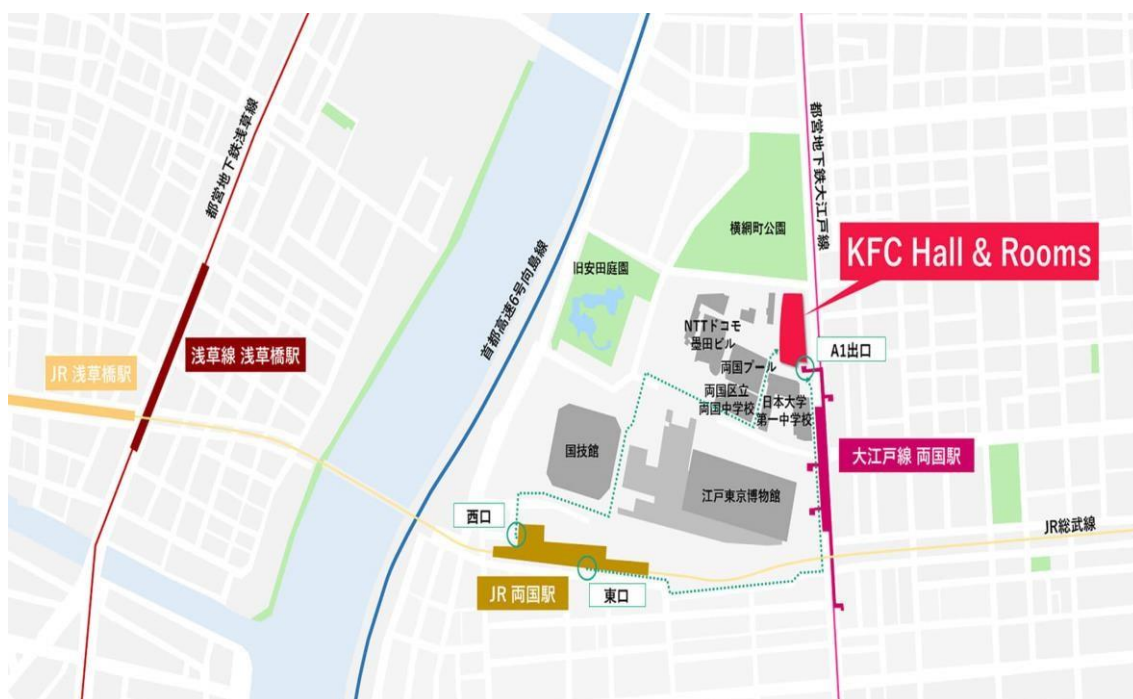 都営地下鉄浅草線
都営地下鉄大江戸線
横網町公園
KFC Hall & Rooms
旧安田庭園
首都高速6号向島線
NTTドコモ
墨田ビル
A1出口
両国プール
浅草線 浅草橋駅
JR 浅草橋駅
両国区立
両国中学校
日本大学
第一中学校
国技館
大江戸線 両国駅
江戸東京博物館
西口
JR総武線
JR 両国駅
東口